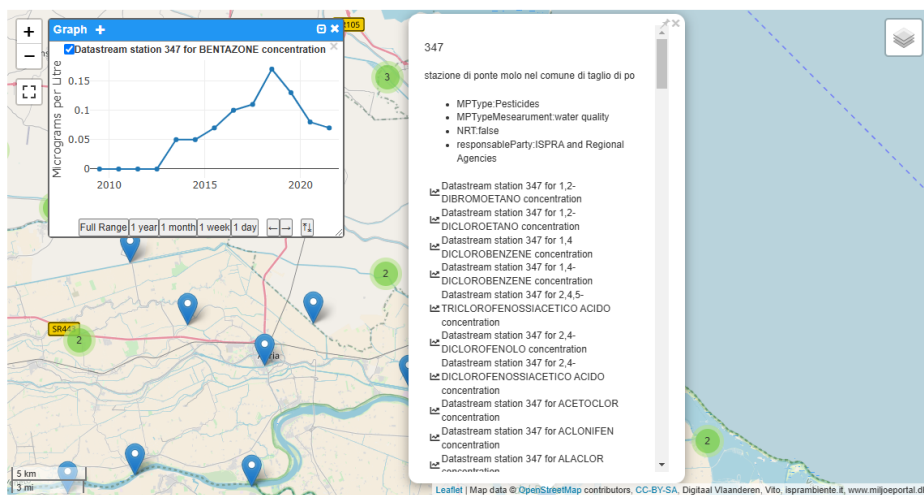 +
−
Graph +
R105
Datastream station 347 for BENTAZONE concentration
Micrograms per Litre
0.15
0.1
0.05
0
2010
2015
2020
Full Range 1 year 1 month 1 week 1 day ← →
3
2
SR443
2
2
5 km
3 mi
347
stazione di ponte molo nel comune di taglio di po
MPType:Pesticides
MPTypeMesearument:water quality
NRT:false
responsableParty:ISPRA and Regional
Agencies
Datastream station 347 for 1,2-
DIBROMOETANO concentration
Datastream station 347 for 1,2-
DICLOROETANO concentration
Datastream station 347 for 1,4
DICLOROBENZENE concentration
Datastream station 347 for 1,4-
DICLOROBENZENE concentration
Datastream station 347 for 2,4,5-
TRICLOROFENOSSIACETICO ACIDO
concentration
Datastream station 347 for 2,4-
DICLOROFENOLO concentration
Datastream station 347 for 2,4-
DICLOROFENOSSIACETICO ACIDO
concentration
Datastream station 347 for ACETOCLOR
concentration
Datastream station 347 for ACLONIFEN
concentration
Datastream station 347 for ALACLOR
concentration
Leaflet | Map data © OpenStreetMap contributors, CC-BY-SA, Digitaal Vlaanderen, Vito, isprambiente.it, www.miljoeportal.d